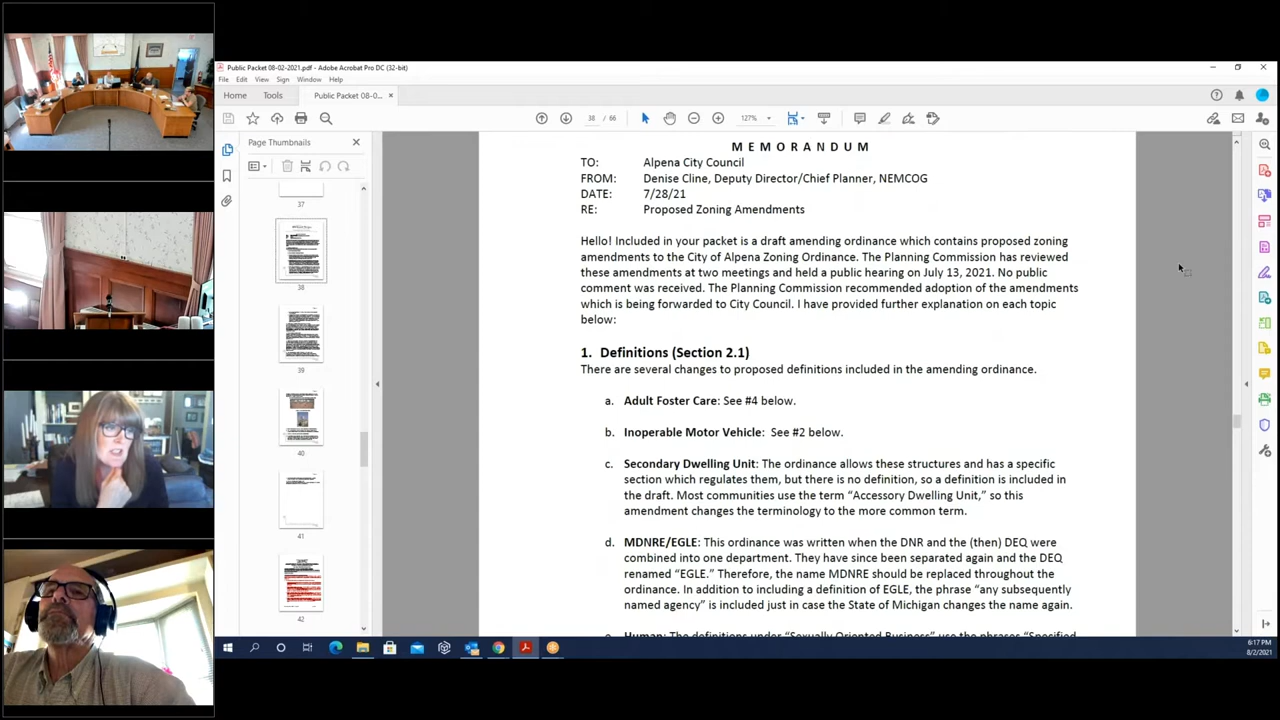 Public Packet 08-02-2021.pdf - Adobe Acrobat Pro DC (32-bit)
File Edit View Sign Window Help
Home Tools Public Packet 08-0... ×
38 / 66 127%
Page Thumbnails
37
38
39
40
41
42
MEMORANDUM
TO: Alpena City Council
FROM: Denise Cline, Deputy Director/Chief Planner, NEMCOG
DATE: 7/28/21
RE: Proposed Zoning Amendments
Hello! Included in your packet is a draft amending ordinance which contains proposed zoning
amendments to the City of Alpena Zoning Ordinance. The Planning Commission has reviewed
these amendments at two meetings and held a public hearing on July 13, 2021. No public
comment was received. The Planning Commission recommended adoption of the amendments
which is being forwarded to City Council. I have provided further explanation on each topic
below:
1. Definitions (Section 2.1)
There are several changes to proposed definitions included in the amending ordinance.
a. Adult Foster Care: See #4 below.
b. Inoperable Motor Vehicle: See #2 below.
c. Secondary Dwelling Unit: The ordinance allows these structures and has a specific
section which regulates them, but there is no definition, so a definition is included in
the draft. Most communities use the term “Accessory Dwelling Unit,” so this
amendment changes the terminology to the more common term.
d. MDNRE/EGLE: This ordinance was written when the DNR and the (then) DEQ were
combined into one department. They have since been separated again and the DEQ
renamed “EGLE.” Therefore, the name MDNRE should be replaced throughout the
ordinance. In addition to including a definition of EGLE, the phrase “any subsequently
named agency” is included just in case the State of Michigan changes the name again.
e. Human: The definitions under “Sexually Oriented Business” use the phrases “Specified
6:17 PM
8/2/2021